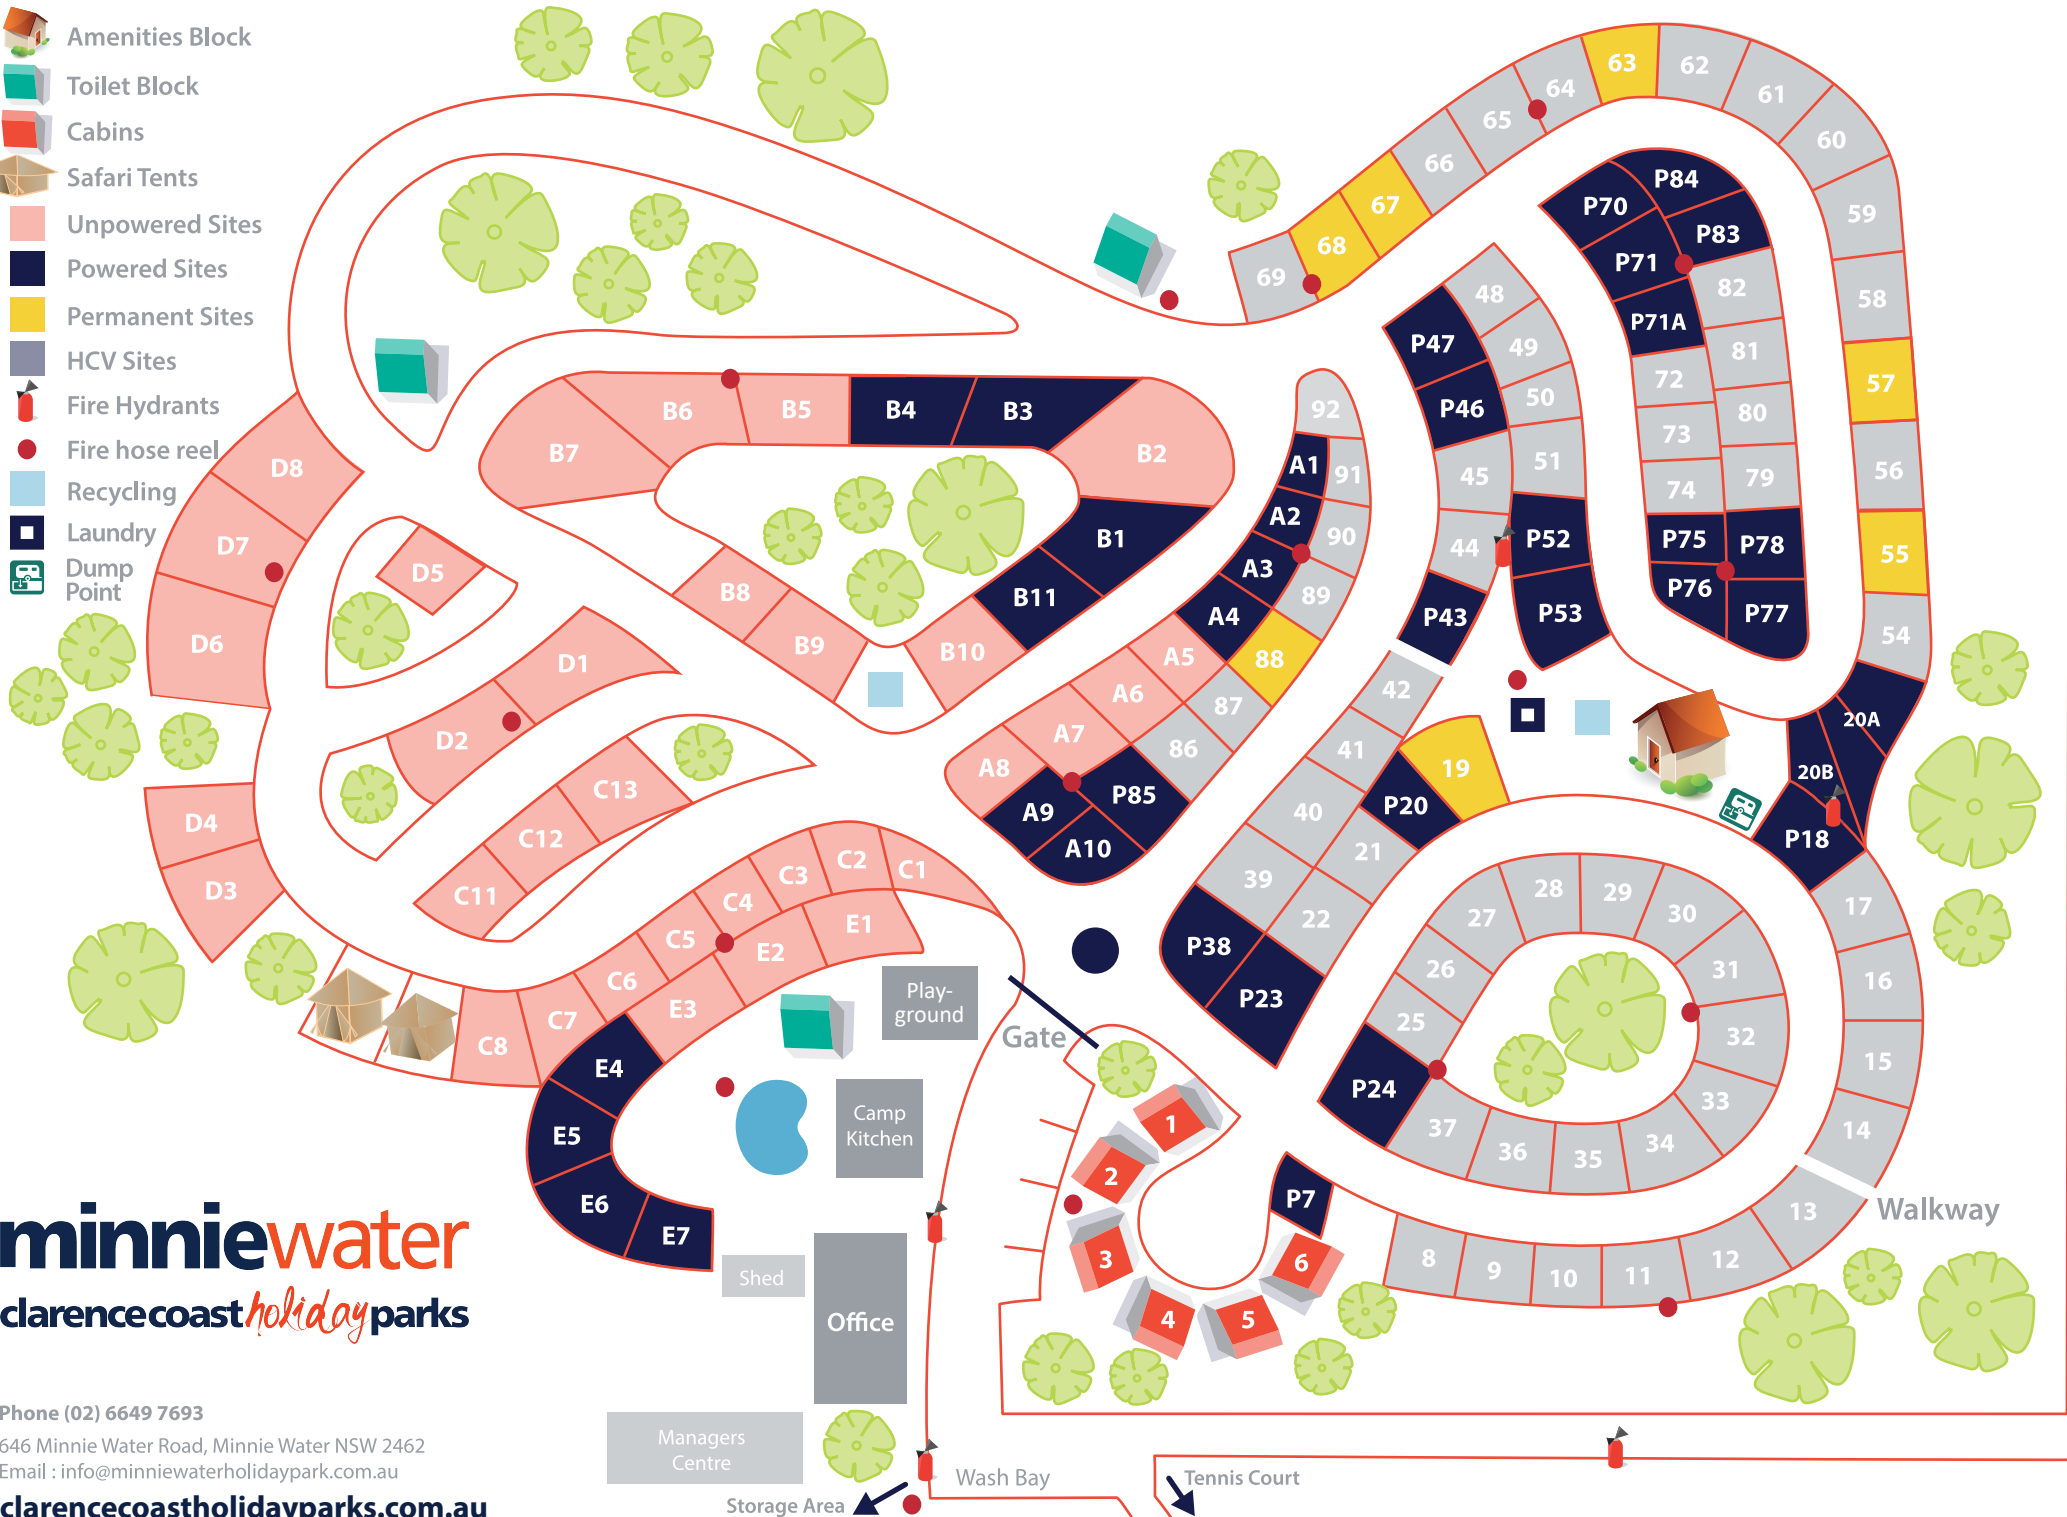 Amenities Block
Toilet Block
Cabins
Safari Tents
Unpowered Sites
Powered Sites
Permanent Sites
HCV Sites
Fire Hydrants
Fire hose reel
Recycling
Laundry
Dump
Point
63
62
64
61
65
60
66
67
68
69
59
58
57
56
55
54
P84
P70
P83
P71
82
P71A
81
72
80
73
79
74
P75
P78
P76
P77
48
P47
49
50
P46
51
45
44
P52
P43
P53
92
A1
91
A2
90
A3
89
A4
88
A5
A6
87
A7
86
A8
P85
A9
A10
B6
B5
B4
B3
B7
B2
B1
B11
B8
B9
B10
D8
D7
D6
D5
D1
D2
D4
D3
C13
C12
C11
C1
C2
C3
C4
C5
C6
C7
C8
E1
E2
E3
E4
E5
E6
E7
42
41
19
P20
40
21
39
22
P38
P23
20A
20B
P18
17
16
15
14
13
12
11
10
9
8
P7
28
29
27
30
26
31
25
32
P24
33
37
34
36
35
Play-
ground
Gate
Camp
Kitchen
1
2
3
4
5
6
Walkway
Shed
Office
Managers
Centre
Wash Bay
Storage Area
Tennis Court
minniewater
clarencecoast holiday parks
Phone (02) 6649 7693
646 Minnie Water Road, Minnie Water NSW 2462
Email : info@minniewaterholidaypark.com.au
clarencecoastholidayparks.com.au